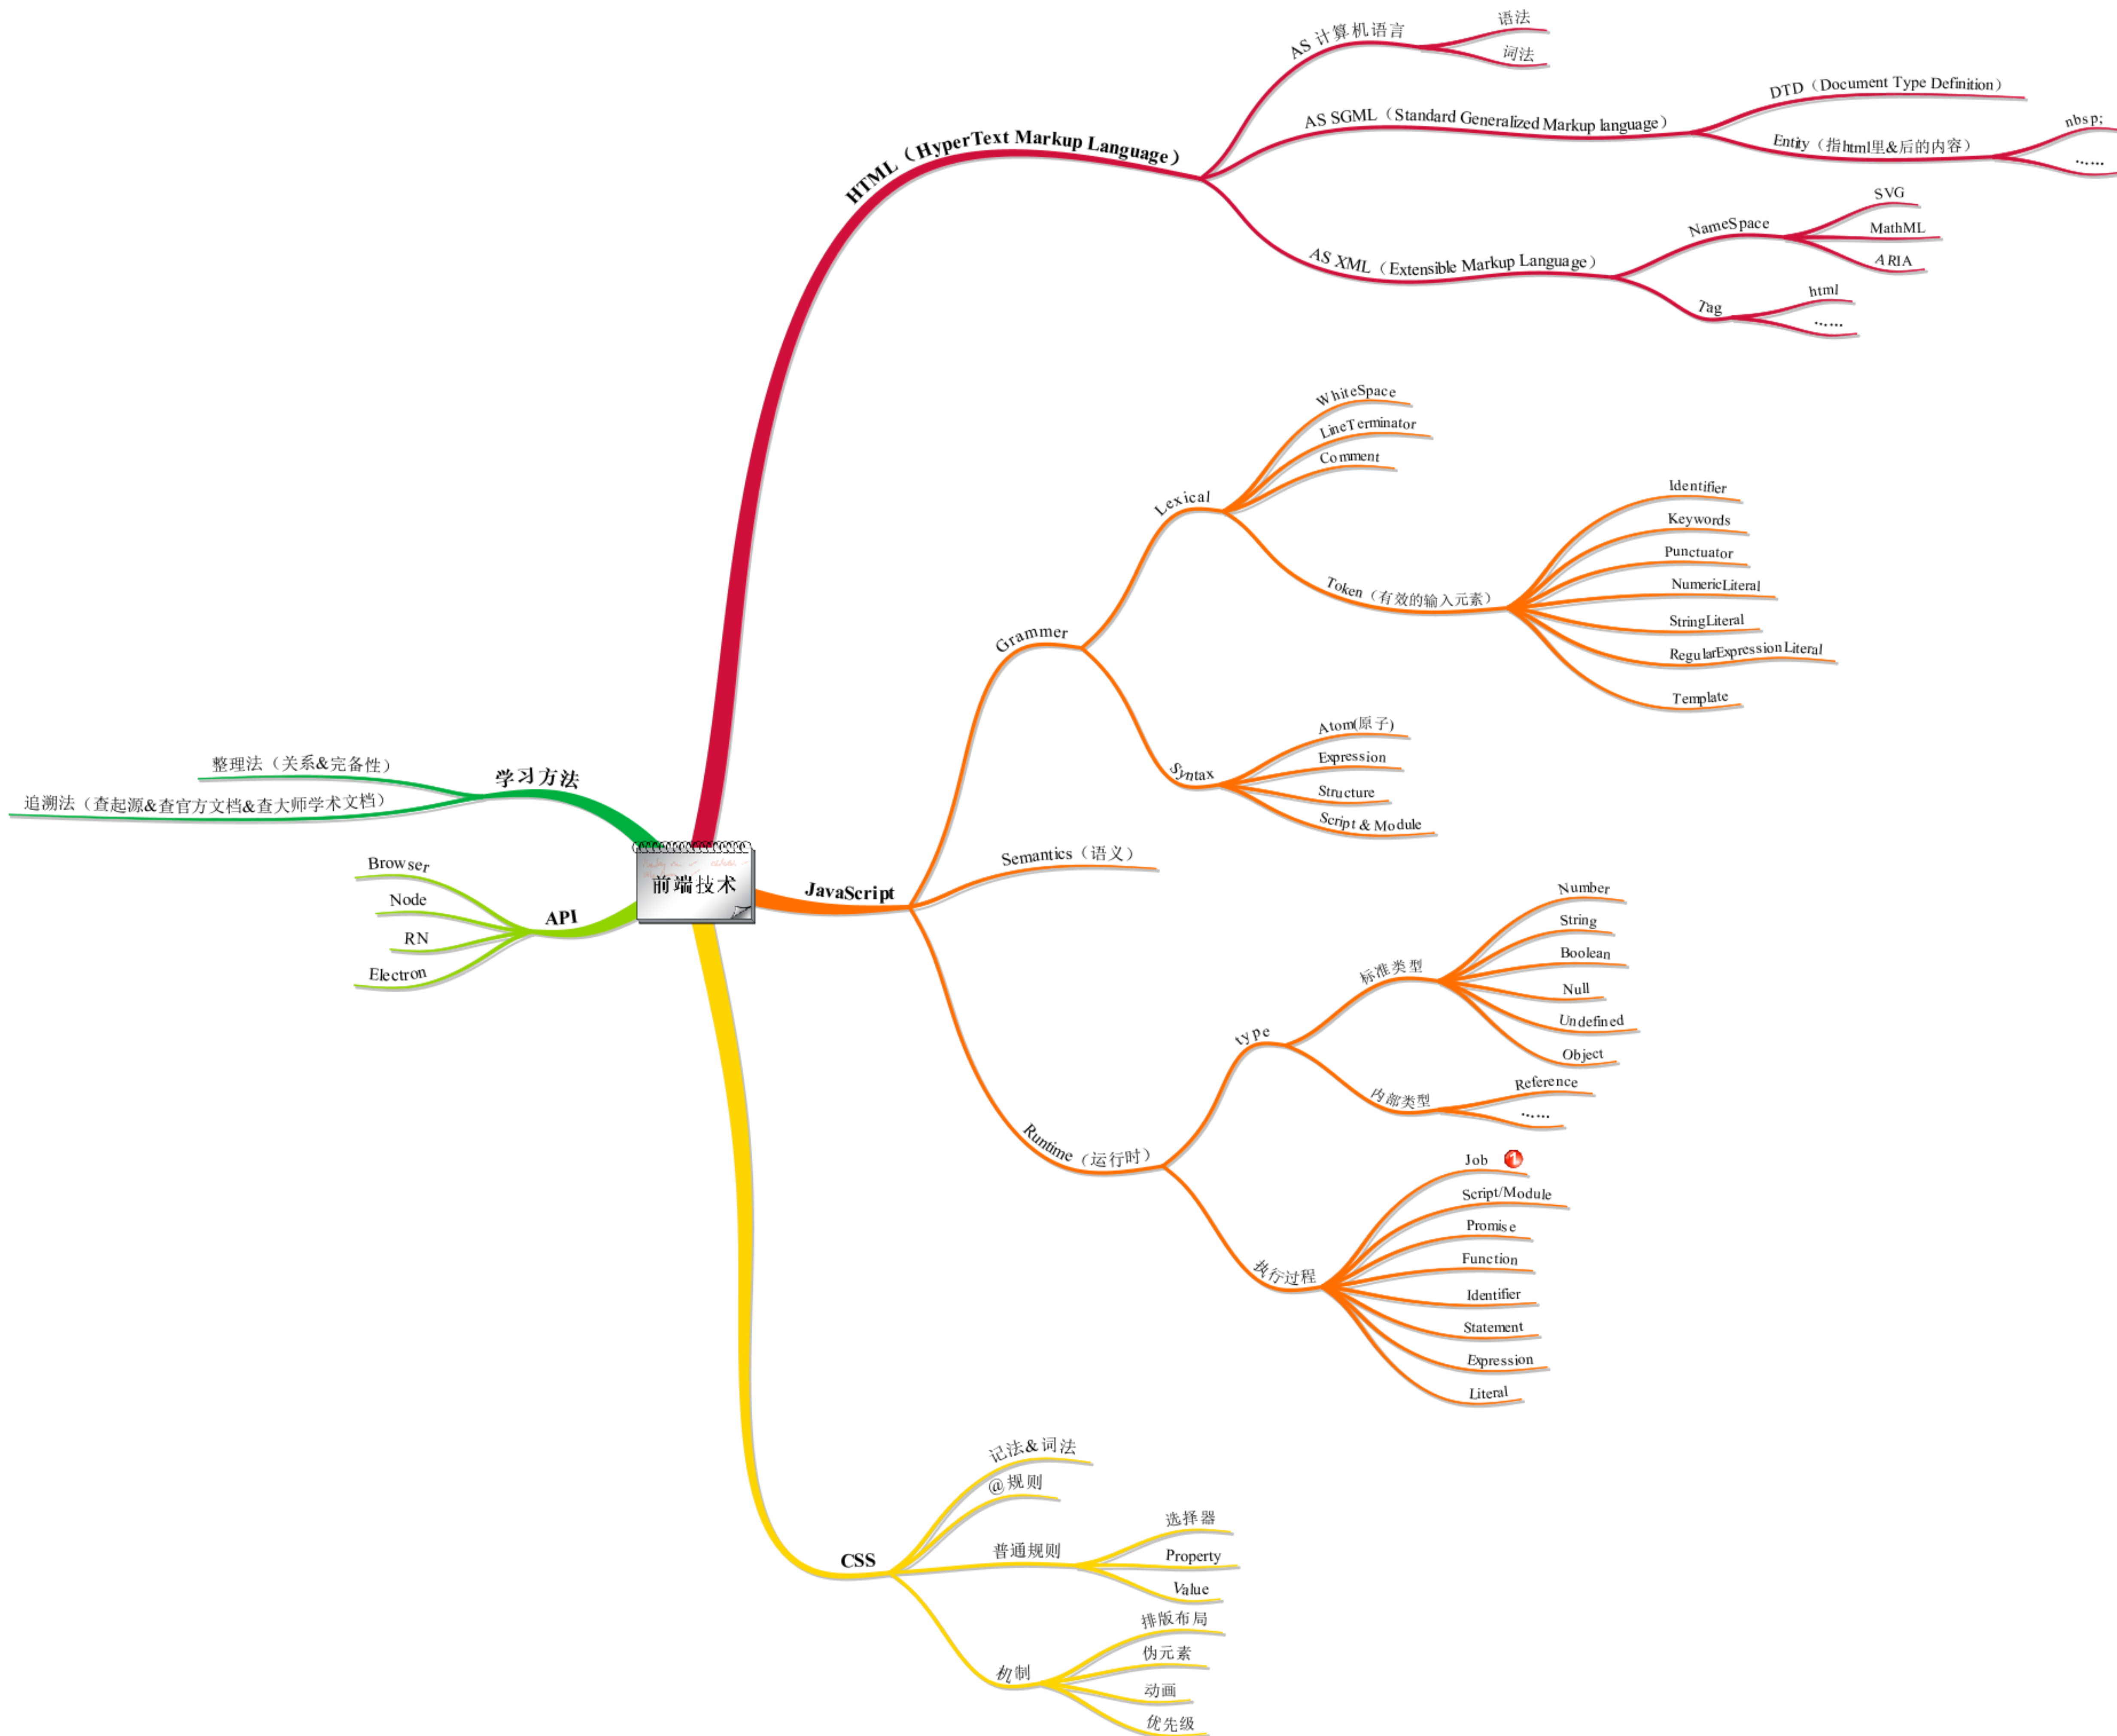 前端技术
HTML（HyperText Markup Language）
AS 计算机语言
语法
词法
AS SGML（Standard Generalized Markup language）
DTD（Document Type Definition）
Entity（指html里&后的内容）
nbsp;
……
AS XML（Extensible Markup Language）
NameSpace
SVG
MathML
ARIA
Tag
html
……
JavaScript
Grammer
Lexical
WhiteSpace
LineTerminator
Comment
Token（有效的输入元素）
Identifier
Keywords
Punctuator
NumericLiteral
StringLiteral
RegularExpressionLiteral
Template
Syntax
Atom(原子)
Expression
Structure
Script & Module
Semantics（语义）
Runtime（运行时）
type
标准类型
Number
String
Boolean
Null
Undefined
Object
内部类型
Reference
……
执行过程
Job
1
Script/Module
Promise
Function
Identifier
Statement
Expression
Literal
CSS
记法&词法
@规则
普通规则
选择器
Property
Value
机制
排版布局
伪元素
动画
优先级
学习方法
整理法（关系&完备性）
追溯法（查起源&查官方文档&查大师学术文档）
API
Browser
Node
RN
Electron